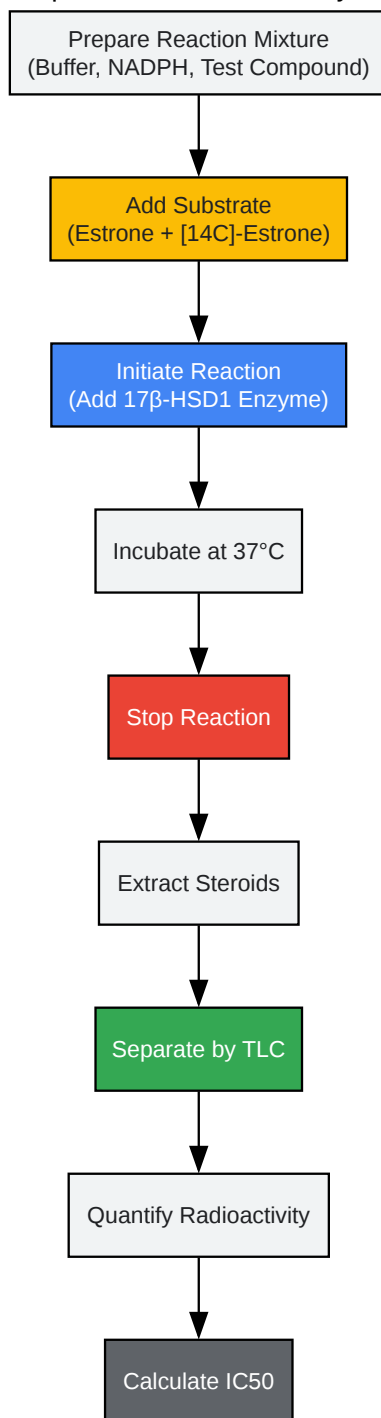 Prepare Reaction Mixture
(Buffer, NADPH, Test Compound)
Add Substrate
(Estrone + [14C]-Estrone)
Initiate Reaction
(Add 17β-HSD1 Enzyme)
Incubate at 37°C
Stop Reaction
Extract Steroids
Separate by TLC
Quantify Radioactivity
Calculate IC50